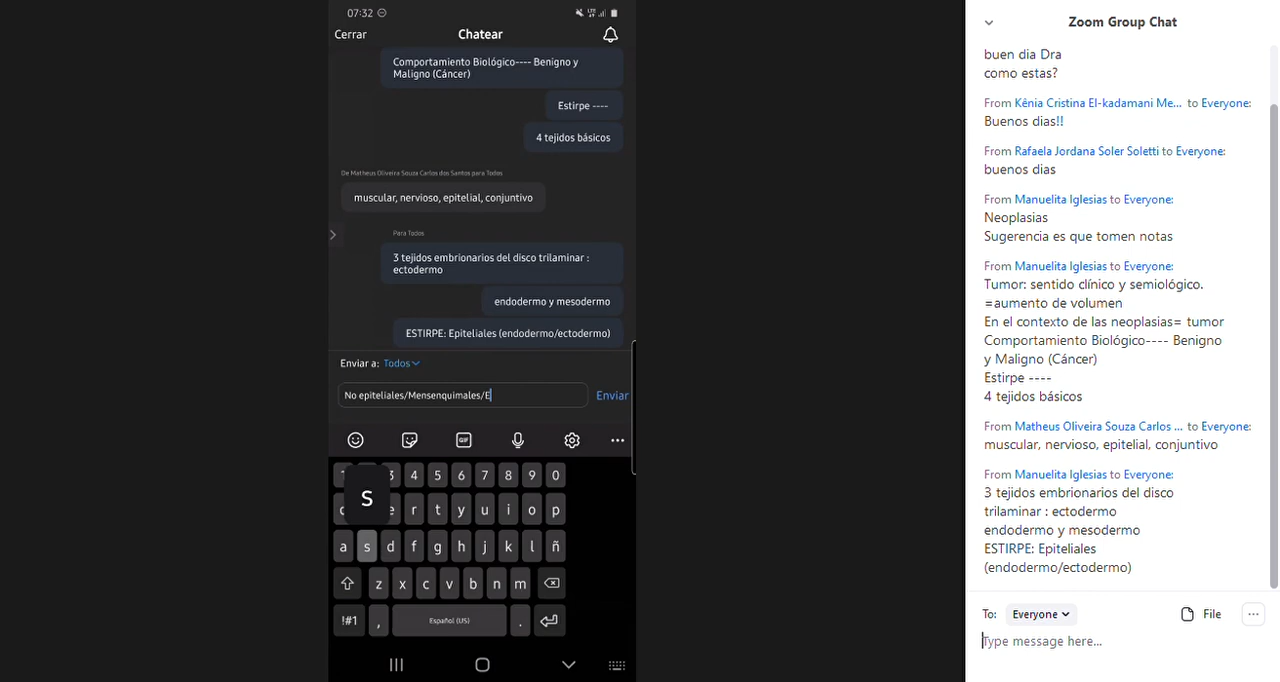 07:32
LTE
Cerrar
Chatear
Comportamiento Biológico---- Benigno y
Maligno (Cáncer)
Estirpe ----
4 tejidos básicos
De Matheus Oliveira Souza Carlos dos Santos para Todos
muscular, nervioso, epitelial, conjuntivo
Para Todos
3 tejidos embrionarios del disco trilaminar :
ectodermo
endodermo y mesodermo
ESTIRPE: Epiteliales (endodermo/ectodermo)
Enviar a: Todos
No epiteliales/Mensenquimales/E
Enviar
GIF
4 5 6 7 8 9 0
S
e r t y u i o p
a s d f g h j k l ñ
z x c v b n m
!#1 , Español (US) .
Zoom Group Chat
buen dia Dra
como estas?
From Kênia Cristina El-kadamani Me... to Everyone:
Buenos dias!!
From Rafaela Jordana Soler Soletti to Everyone:
buenos dias
From Manuelita Iglesias to Everyone:
Neoplasias
Sugerencia es que tomen notas
From Manuelita Iglesias to Everyone:
Tumor: sentido clínico y semiológico.
=aumento de volumen
En el contexto de las neoplasias= tumor
Comportamiento Biológico---- Benigno
y Maligno (Cáncer)
Estirpe ----
4 tejidos básicos
From Matheus Oliveira Souza Carlos ... to Everyone:
muscular, nervioso, epitelial, conjuntivo
From Manuelita Iglesias to Everyone:
3 tejidos embrionarios del disco
trilaminar : ectodermo
endodermo y mesodermo
ESTIRPE: Epiteliales
(endodermo/ectodermo)
To: Everyone
File
Type message here...